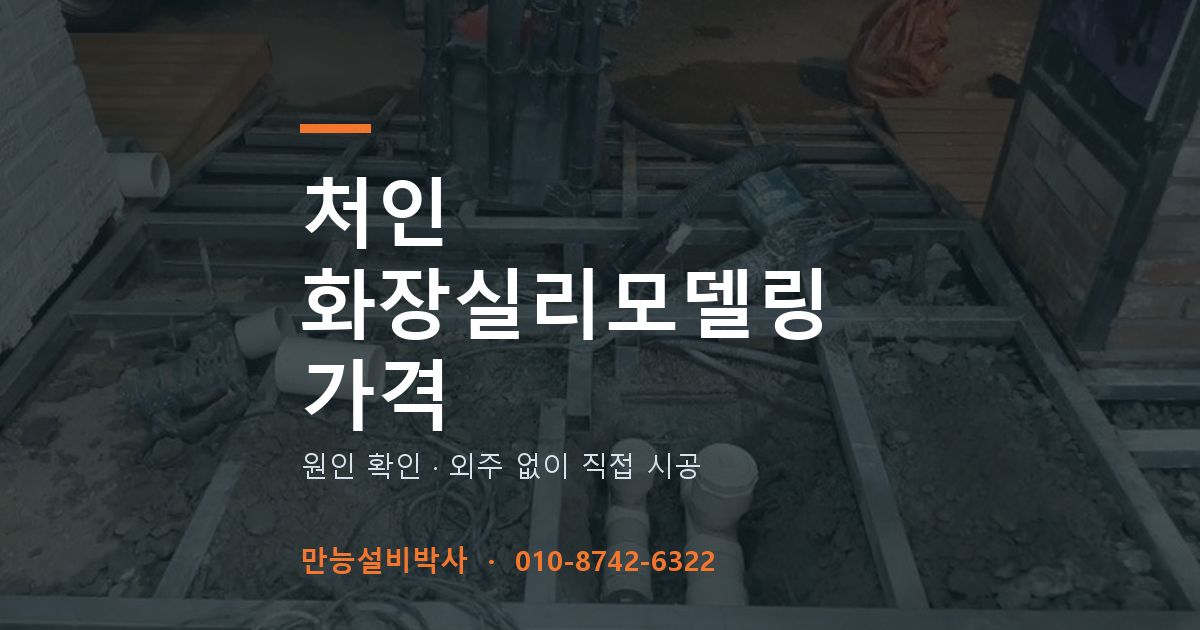 처인
화장실리모델링
가격
원인 확인 · 외주 없이 직접 시공
만능설비박사 · 010-8742-6322